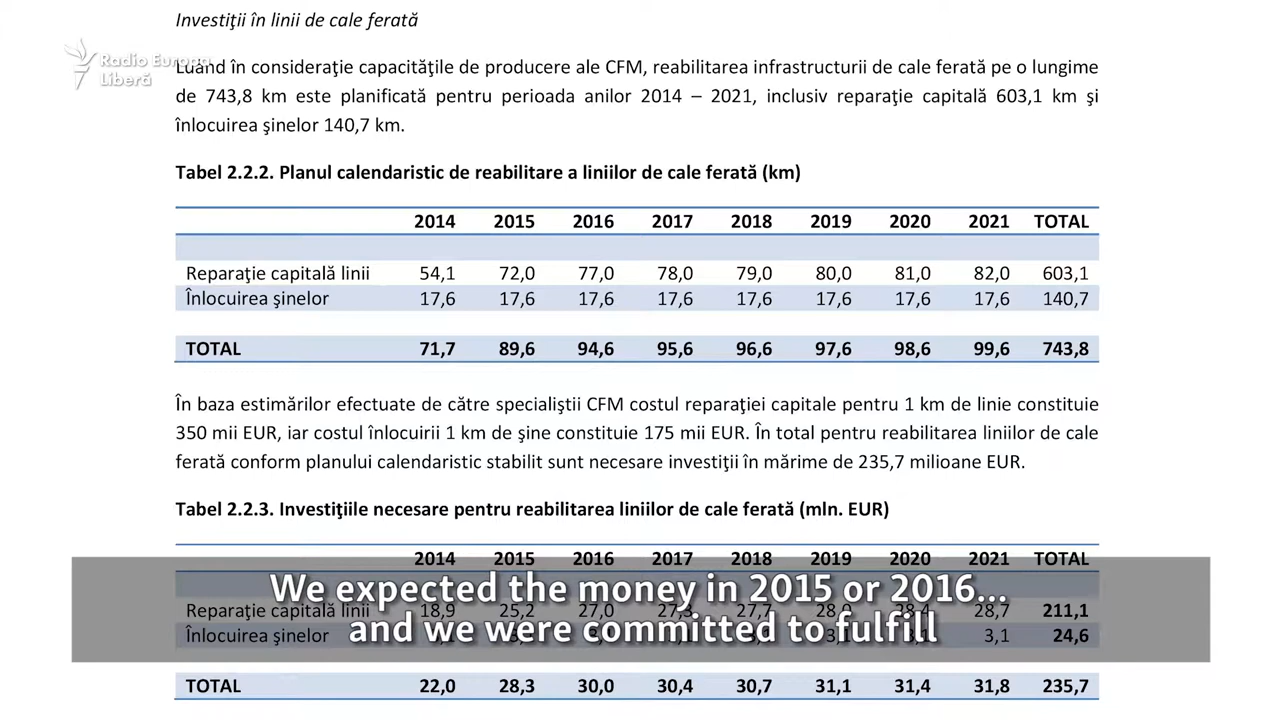 Investiţii în linii de cale ferată
Radio Europa
Liberă
Luând în consideraţie capacităţile de producere ale CFM, reabilitarea infrastructurii de cale ferată pe o lungime
de 743,8 km este planificată pentru perioada anilor 2014 – 2021, inclusiv reparaţie capitală 603,1 km şi
înlocuirea şinelor 140,7 km.
Tabel 2.2.2. Planul calendaristic de reabilitare a liniilor de cale ferată (km)
2014 2015 2016 2017 2018 2019 2020 2021 TOTAL
Reparaţie capitală linii 54,1 72,0 77,0 78,0 79,0 80,0 81,0 82,0 603,1
Înlocuirea şinelor 17,6 17,6 17,6 17,6 17,6 17,6 17,6 17,6 140,7
TOTAL 71,7 89,6 94,6 95,6 96,6 97,6 98,6 99,6 743,8
În baza estimărilor efectuate de către specialiştii CFM costul reparaţiei capitale pentru 1 km de linie constituie
350 mii EUR, iar costul înlocuirii 1 km de şine constituie 175 mii EUR. În total pentru reabilitarea liniilor de cale
ferată conform planului calendaristic stabilit sunt necesare investiţii în mărime de 235,7 milioane EUR.
Tabel 2.2.3. Investiţiile necesare pentru reabilitarea liniilor de cale ferată (mln. EUR)
2014 2015 2016 2017 2018 2019 2020 2021 TOTAL
We expected the money in 2015 or 2016...
Reparaţie capitală linii 18,9 25,2 27,0 27,7 28,7 211,1
and we were committed to fulfill
Înlocuirea şinelor 3,1 24,6
TOTAL 22,0 28,3 30,0 30,4 30,7 31,1 31,4 31,8 235,7